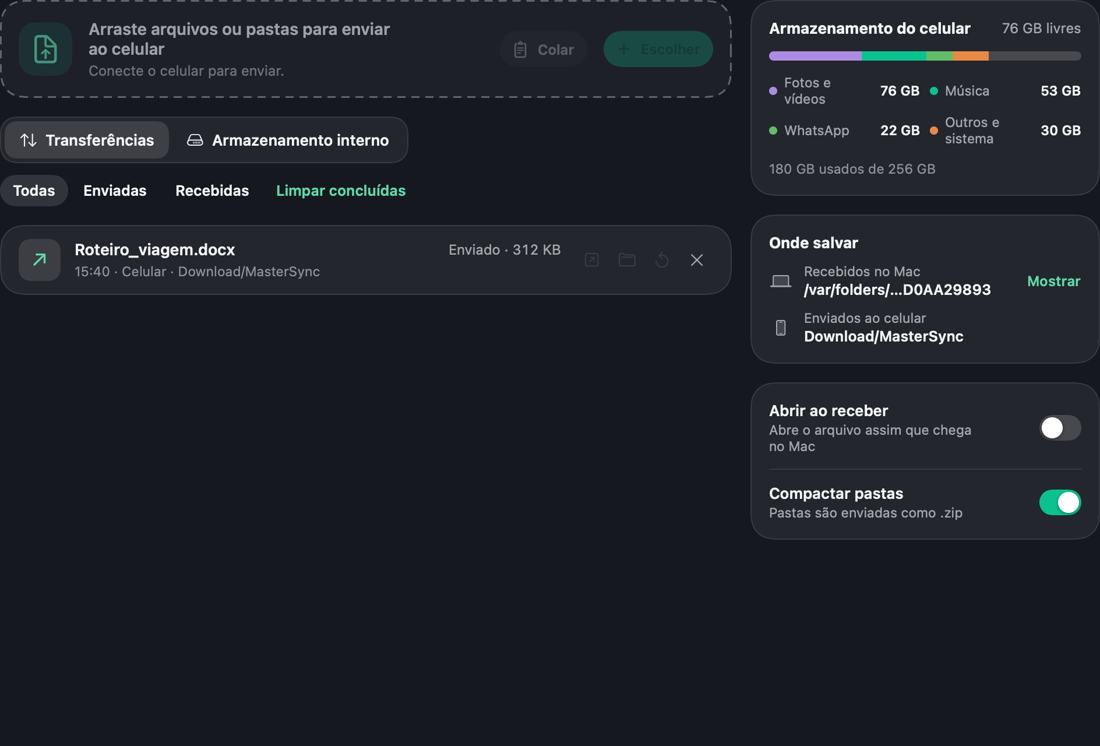 Arraste arquivos ou pastas para enviar
ao celular
Conecte o celular para enviar.
Colar
Escolher
Transferências
Armazenamento interno
Todas
Enviadas
Recebidas
Limpar concluídas
Roteiro_viagem.docx
15:40 · Celular · Download/MasterSync
Enviado · 312 KB
Armazenamento do celular
76 GB livres
Fotos e
vídeos
76 GB
Música
53 GB
WhatsApp
22 GB
Outros e
sistema
30 GB
180 GB usados de 256 GB
Onde salvar
Recebidos no Mac
/var/folders/...D0AA29893
Mostrar
Enviados ao celular
Download/MasterSync
Abrir ao receber
Abre o arquivo assim que chega
no Mac
Compactar pastas
Pastas são enviadas como .zip